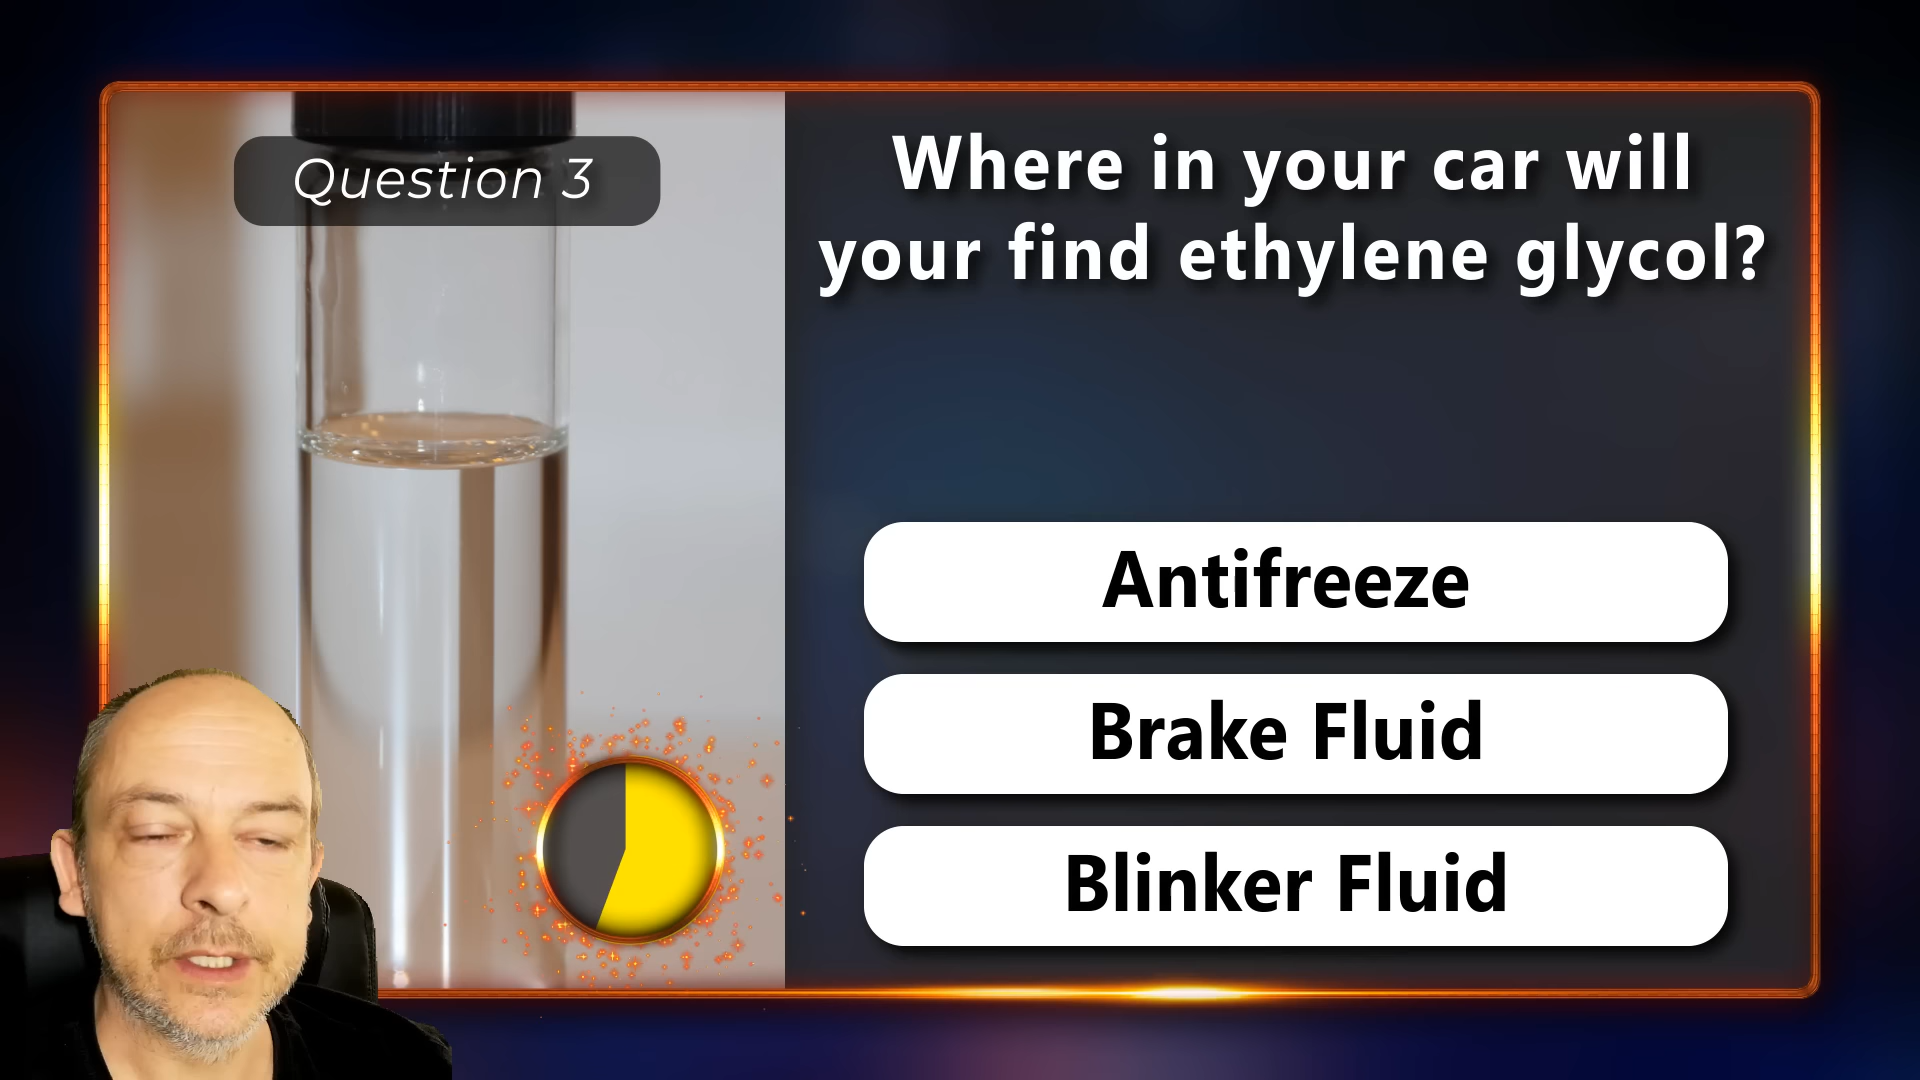 Question 3
Where in your car will
your find ethylene glycol?
Antifreeze
Brake Fluid
Blinker Fluid